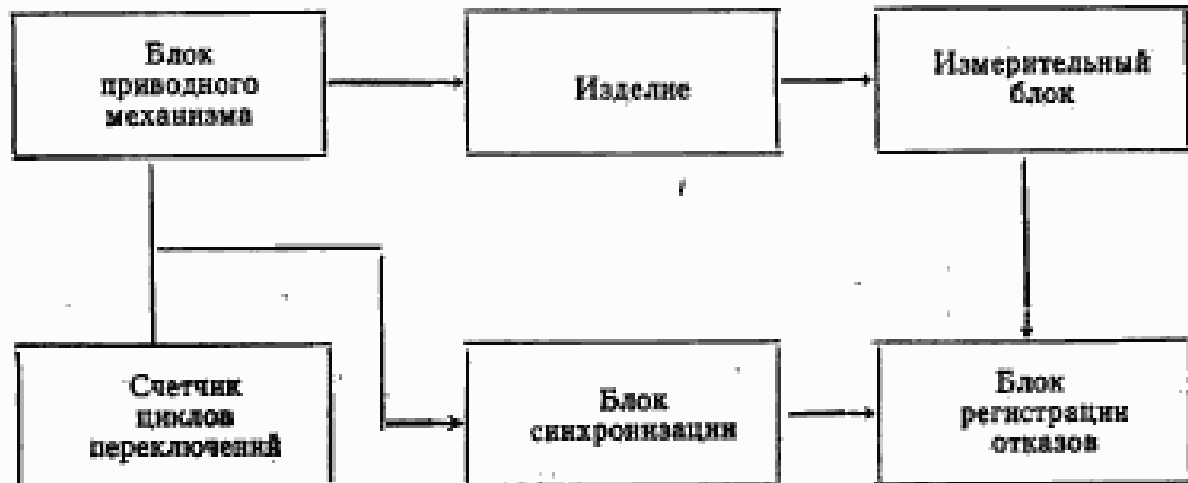 Блок
приводного
механизма
Изделие
Измерительный
блок
Счетчик
циклов
переключений
Блок
синхронизации
Блок
регистрации
отказов